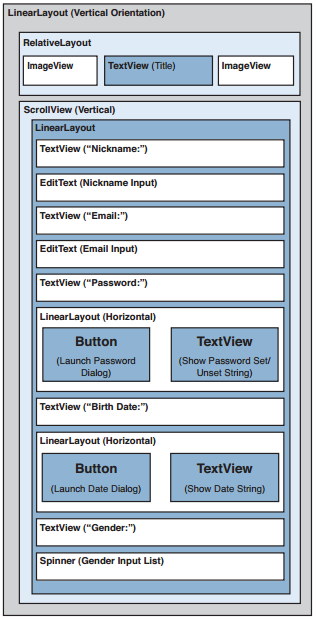 LinearLayout (Vertical Orientation)
RelativeLayout
ImageView
TextView (Title)
ImageView
ScrollView (Vertical)
LinearLayout
TextView (“Nickname:”)
EditText (Nickname Input)
TextView (“Email:”)
EditText (Email Input)
TextView (“Password:”)
LinearLayout (Horizontal)
Button
(Launch Password
Dialog)
TextView
(Show Password Set/
Unset String)
TextView (“Birth Date:”)
LinearLayout (Horizontal)
Button
(Launch Date Dialog)
TextView
(Show Date String)
TextView (“Gender:”)
Spinner (Gender Input List)